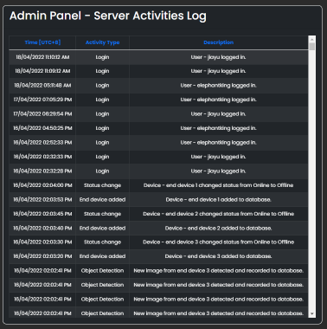 Admin Panel - Server Activities Log
Time [UTC+8] Activity Type Description
18/04/2022 11:10:12 AM Login User - jiayu logged in.
18/04/2022 11:09:12 AM Login User - jiayu logged in.
18/04/2022 05:11:48 AM Login User - elephantking logged in.
17/04/2022 07:05:29 PM Login User - elephantking logged in.
17/04/2022 06:29:54 PM Login User - jiayu logged in.
16/04/2022 04:50:25 PM Login User - elephantking logged in.
16/04/2022 02:52:33 PM Login User - elephantking logged in.
16/04/2022 02:32:33 PM Login User - jiayu logged in.
16/04/2022 02:32:28 PM Login User - jiayu logged in.
16/04/2022 02:04:00 PM Status change Device - end device 1 changed status from Online to Offline
16/04/2022 02:03:53 PM End device added Device - end device 1 added to database.
16/04/2022 02:03:45 PM Status change Device - end device 2 changed status from Online to Offline
16/04/2022 02:03:40 PM End device added Device - end device 2 added to database.
16/04/2022 02:03:30 PM Status change Device - end device 3 changed status from Online to Offline
16/04/2022 02:03:20 PM End device added Device - end device 3 added to database.
16/04/2022 02:02:41 PM Object Detection New image from end device 3 detected and recorded to database.
16/04/2022 02:02:41 PM Object Detection New image from end device 3 detected and recorded to database.
16/04/2022 02:02:41 PM Object Detection New image from end device 3 detected and recorded to database.
16/04/2022 02:02:41 PM Object Detection New image from end device 3 detected and recorded to database.